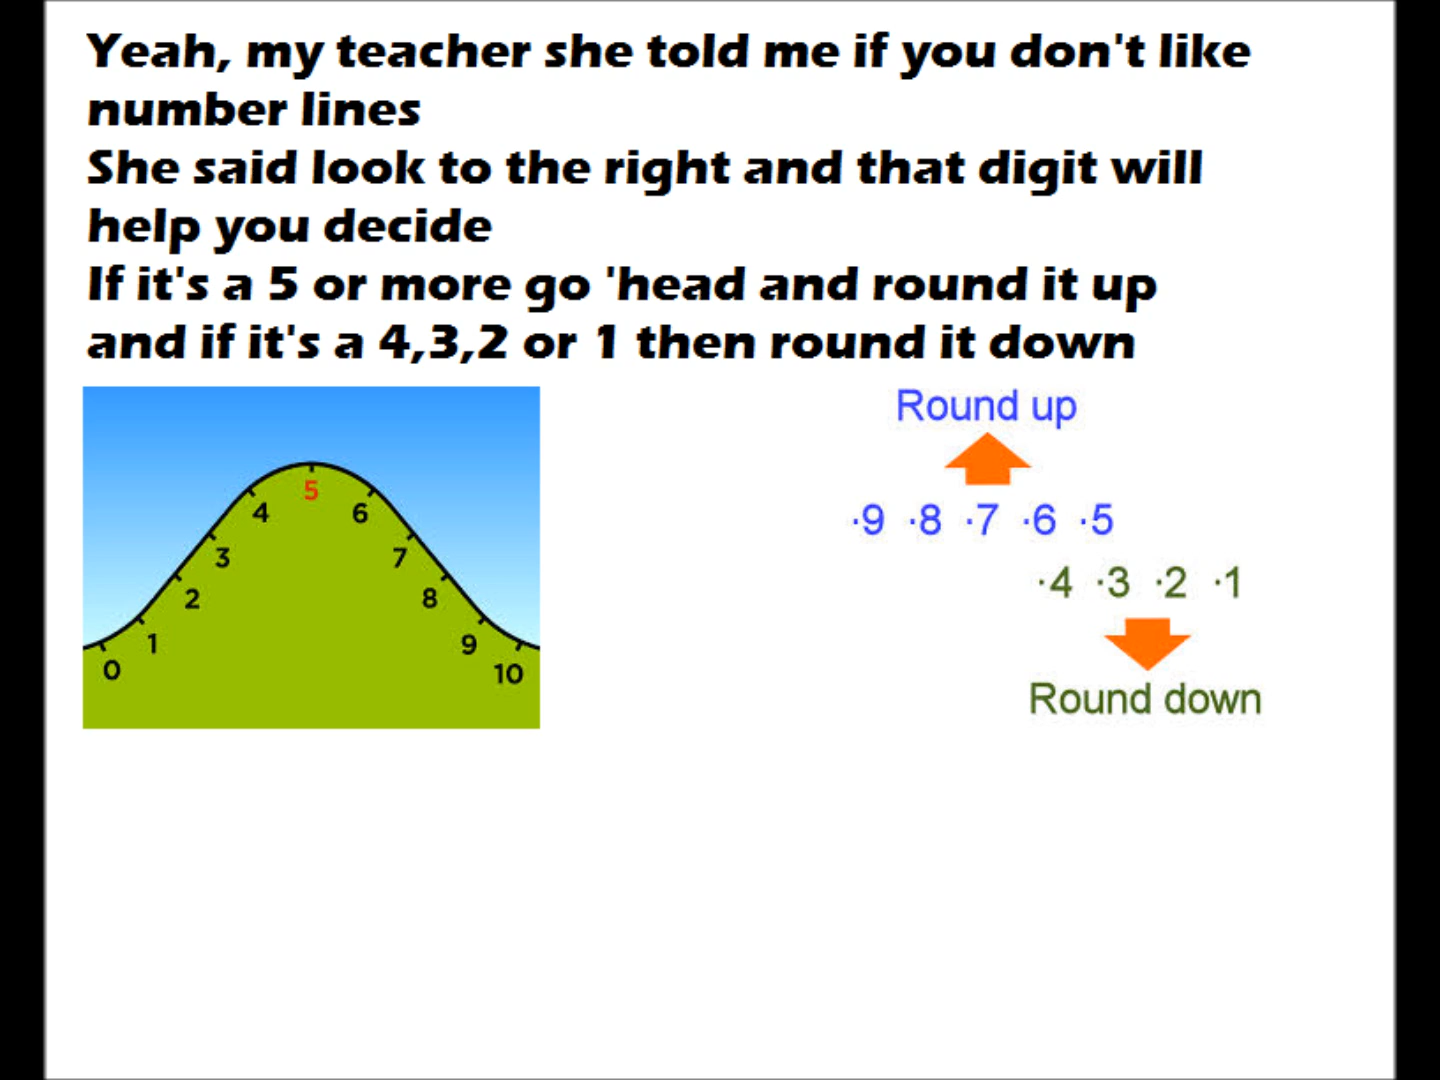 Yeah, my teacher she told me if you don't like
number lines
She said look to the right and that digit will
help you decide
If it's a 5 or more go 'head and round it up
and if it's a 4,3,2 or 1 then round it down
0
1
2
3
4
5
6
7
8
9
10
Round up
·9 ·8 ·7 ·6 ·5
·4 ·3 ·2 ·1
Round down